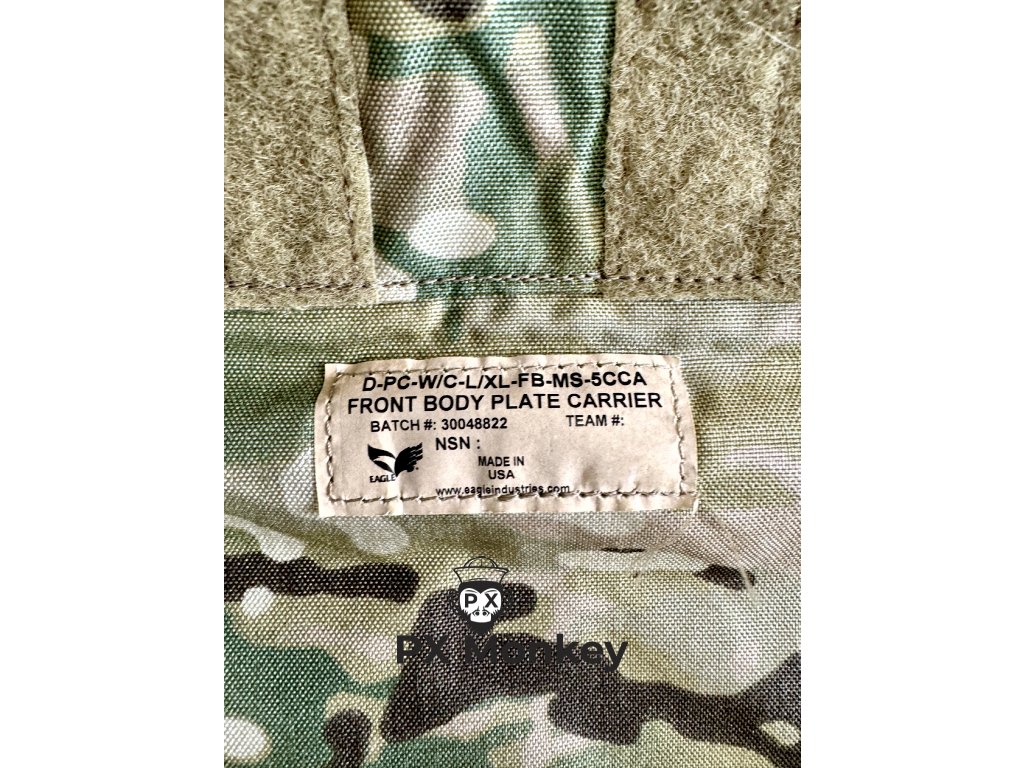 D-PC-W/C-L/XL-FB-MS-5CCA
FRONT BODY PLATE CARRIER
BATCH #: 30048822 TEAM #:
NSN :
EAGLE
MADE IN
USA
www.eagleindustries.com
PX
PX Monkey